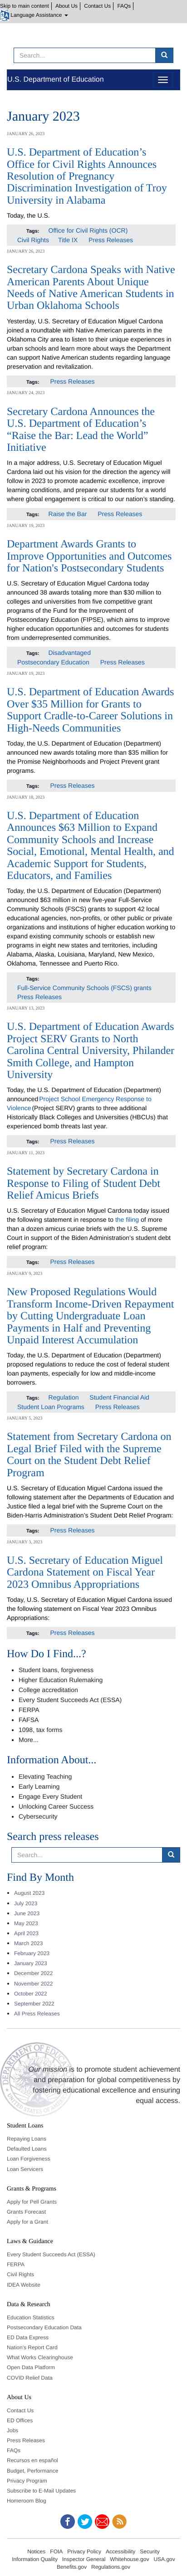 Skip to main content | About Us | Contact Us | FAQs |
Language Assistance
Search...
U.S. Department of Education
January 2023
JANUARY 26, 2023
U.S. Department of Education's
Office for Civil Rights Announces
Resolution of Pregnancy
Discrimination Investigation of Troy
University in Alabama
Today, the U.S.
Tags: Office for Civil Rights (OCR)
Civil Rights Title IX Press Releases
JANUARY 26, 2023
Secretary Cardona Speaks with Native
American Parents About Unique
Needs of Native American Students in
Urban Oklahoma Schools
Yesterday, U.S. Secretary of Education Miguel Cardona
held a roundtable with Native American parents in the
Oklahoma City area to listen to their unique experiences
in urban schools and learn more about Native American
language
preservation and revitalization.
Tags: Press Releases
JANUARY 24, 2023
Secretary Cardona Announces the
U.S. Department of Education's
“Raise the Bar: Lead the World”
Initiative
In a major address, U.S. Secretary of Education Miguel
Cardona laid out his vision for the direction the agency
will follow in 2023 to promote academic excellence,
improve learning conditions, and prepare our students for
a world where global engagement is critical to our nation's standing.
Tags: Raise the Bar Press Releases
JANUARY 19, 2023
Department Awards Grants to
Improve Opportunities and Outcomes
for Nation's Postsecondary Students
U.S. Secretary of Education Miguel Cardona today
announced 38 awards totaling more than $30 million to
colleges and universities from five competitive grant
programs of the Fund for the Improvement of
Postsecondary Education (FIPSE), with aims to improve
higher education opportunities and outcomes for students
from underserved communities.
Tags: Disadvantaged
Postsecondary Education Press Releases
JANUARY 19, 2023
U.S. Department of Education Awards
Over $35 Million for Grants to
Support Cradle-to-Career Solutions in
High-Needs Communities
Today, the U.S. Department of Education (Department)
announced new awards totaling more than $35 million for
the Promise Neighborhoods and Project Prevent grant
programs.
Tags: Press Releases
JANUARY 18, 2023
U.S. Department of Education
Announces $63 Million to Expand
Community Schools and Increase
Social, Emotional, Mental Health, and
Academic Support for Students,
Educators, and Families
Today, the U.S. Department of Education (Department)
announced $63 million in new five-year Full-Service
Community Schools (FSCS) grants to support 42 local
educational agencies, non-profits, or other public or private
organizations and institutions of higher education to
expand existing community schools or establish new
programs in eight new states and territories including
Alabama, Alaska, Louisiana, Maryland, New Mexico,
Oklahoma, Tennessee and Puerto Rico.
Tags:
Full-Service Community Schools (FSCS) grants
Press Releases
JANUARY 13, 2023
U.S. Department of Education Awards
Project SERV Grants to North
Carolina Central University, Philander
Smith College, and Hampton
University
Today, the U.S. Department of Education (Department)
announced Project School Emergency Response to
Violence (Project SERV) grants to three additional
Historically Black Colleges and Universities (HBCUs) that
experienced bomb threats last year.
Tags: Press Releases
JANUARY 11, 2023
Statement by Secretary Cardona in
Response to Filing of Student Debt
Relief Amicus Briefs
U.S. Secretary of Education Miguel Cardona today issued
the following statement in response to the filing of more
than a dozen amicus curiae briefs with the U.S. Supreme
Court in support of the Biden Administration's student debt
relief program:
Tags: Press Releases
JANUARY 9, 2023
New Proposed Regulations Would
Transform Income-Driven Repayment
by Cutting Undergraduate Loan
Payments in Half and Preventing
Unpaid Interest Accumulation
Today, the U.S. Department of Education (Department)
proposed regulations to reduce the cost of federal student
loan payments, especially for low and middle-income
borrowers.
Tags: Regulation Student Financial Aid
Student Loan Programs Press Releases
JANUARY 5, 2023
Statement from Secretary Cardona on
Legal Brief Filed with the Supreme
Court on the Student Debt Relief
Program
U.S. Secretary of Education Miguel Cardona issued the
following statement after the Departments of Education and
Justice filed a legal brief with the Supreme Court on the
Biden-Harris Administration's Student Debt Relief Program:
Tags: Press Releases
JANUARY 3, 2023
U.S. Secretary of Education Miguel
Cardona Statement on Fiscal Year
2023 Omnibus Appropriations
Today, U.S. Secretary of Education Miguel Cardona issued
the following statement on Fiscal Year 2023 Omnibus
Appropriations:
Tags: Press Releases
How Do I Find...?
Student loans, forgiveness
Higher Education Rulemaking
College accreditation
Every Student Succeeds Act (ESSA)
FERPA
FAFSA
1098, tax forms
More...
Information About...
Elevating Teaching
Early Learning
Engage Every Student
Unlocking Career Success
Cybersecurity
Search press releases
Search...
Find By Month
August 2023
July 2023
June 2023
May 2023
April 2023
March 2023
February 2023
January 2023
December 2022
November 2022
October 2022
September 2022
All Press Releases
Our mission is to promote student achievement
and preparation for global competitiveness by
fostering educational excellence and ensuring
equal access.
Student Loans
Repaying Loans
Defaulted Loans
Loan Forgiveness
Loan Servicers
Grants & Programs
Apply for Pell Grants
Grants Forecast
Apply for a Grant
Laws & Guidance
Every Student Succeeds Act (ESSA)
FERPA
Civil Rights
IDEA Website
Data & Research
Education Statistics
Postsecondary Education Data
ED Data Express
Nation's Report Card
What Works Clearinghouse
Open Data Platform
COVID Relief Data
About Us
Contact Us
ED Offices
Jobs
Press Releases
FAQs
Recursos en español
Budget, Performance
Privacy Program
Subscribe to E-Mail Updates
Homeroom Blog
Notices FOIA Privacy Policy Accessibility Security
Information Quality Inspector General Whitehouse.gov USA.gov
Benefits.gov Regulations.gov